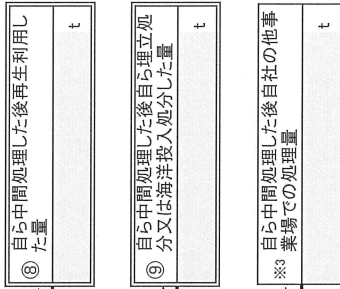 ⑧ 自ら中間処理した後再生利用し
た量
t
⑨ 自ら中間処理した後自ら埋立処
分又は海洋投入処分した量
t
※3 自ら中間処理した後自社の他事
業場での処理量
t